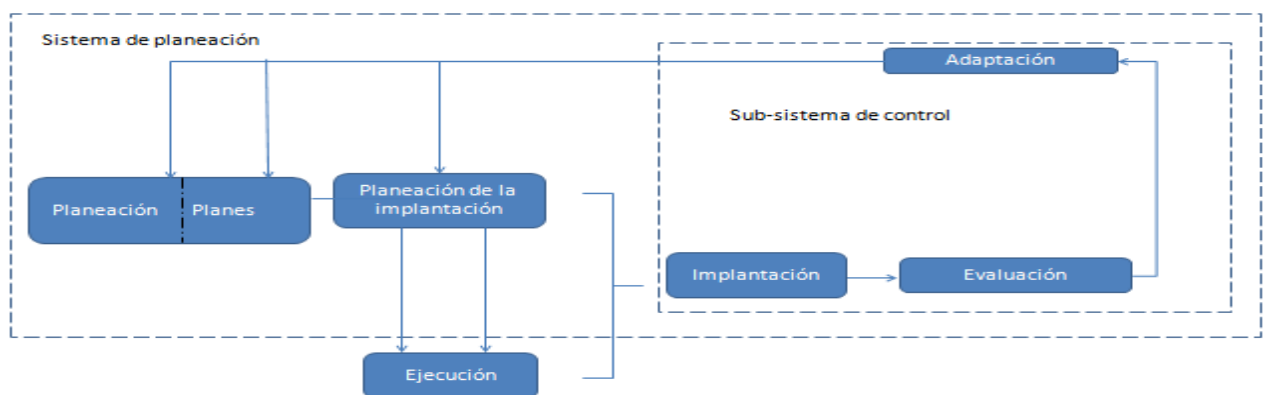 Sistema de planeación
Adaptación
Sub-sistema de control
Planeación Planes
Planeación de la
implantación
Implantación
Evaluación
Ejecución